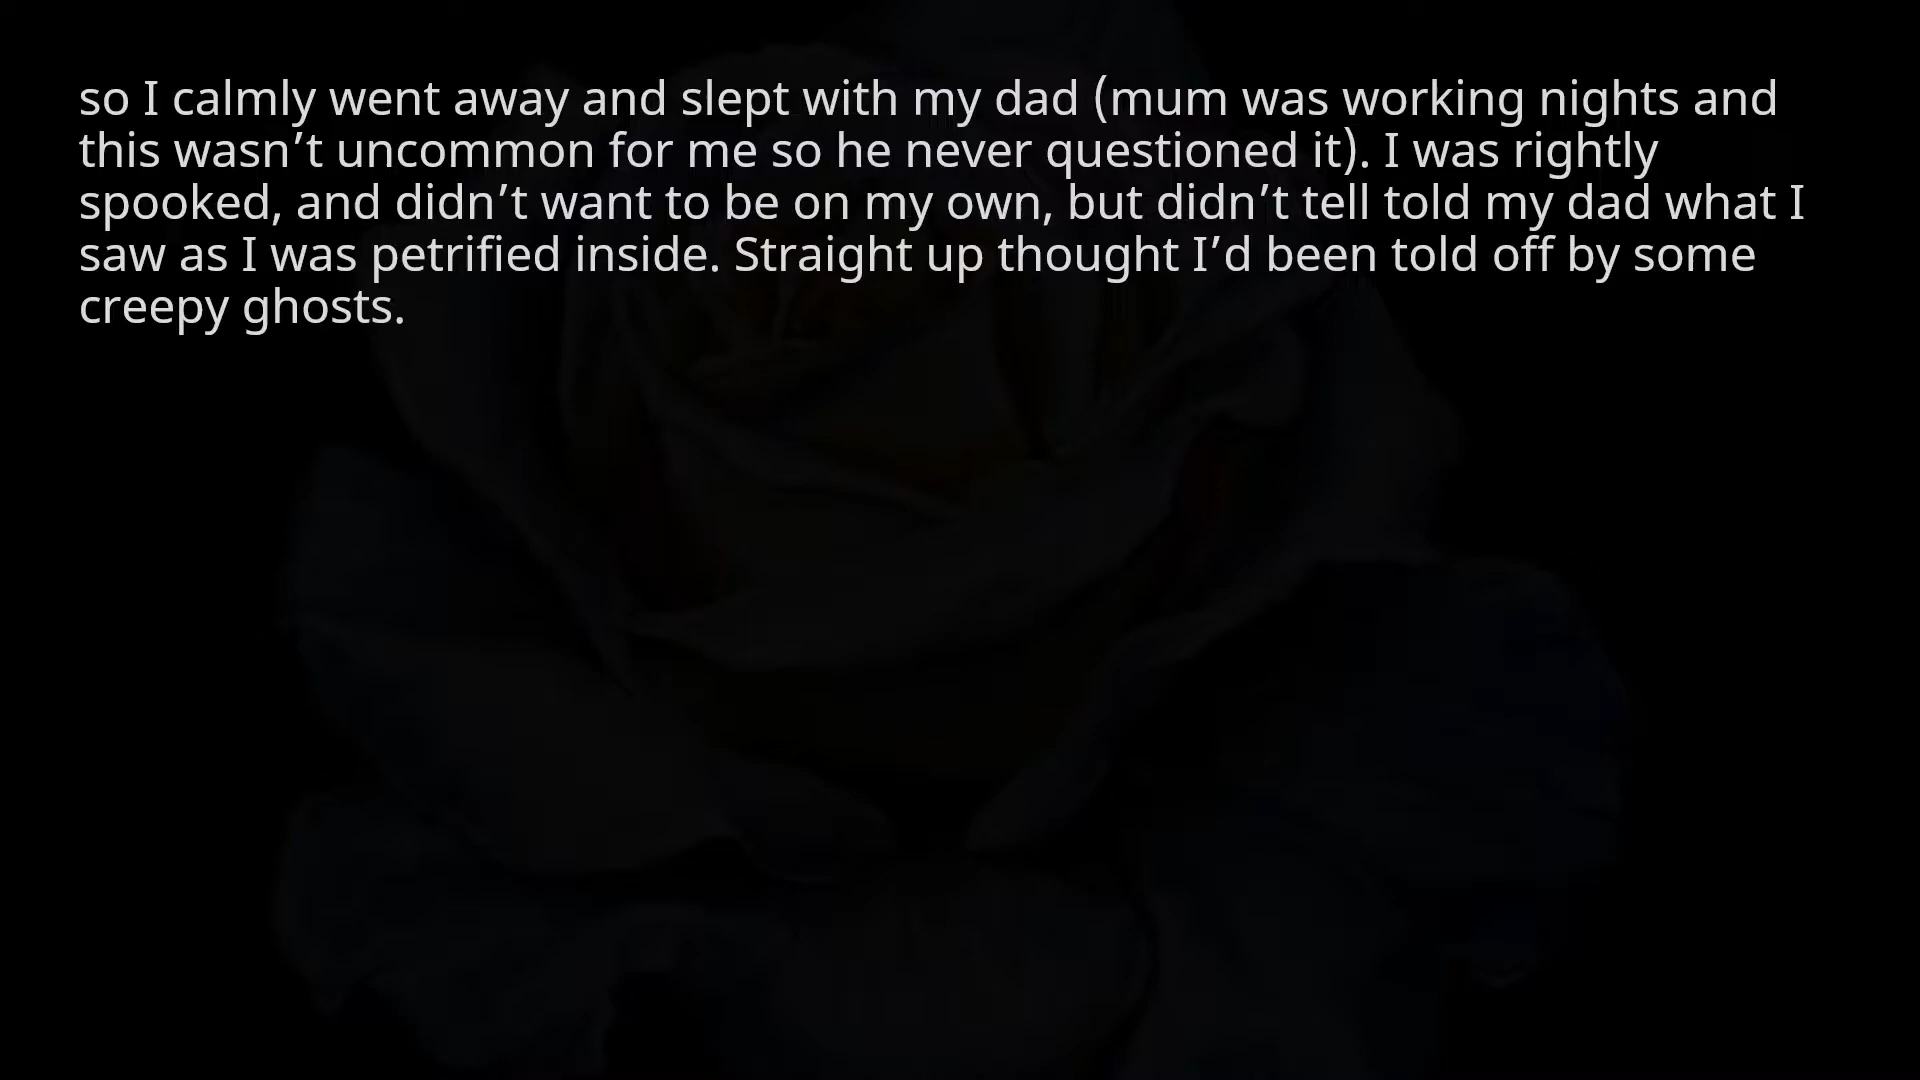 so I calmly went away and slept with my dad (mum was working nights and
this wasn’t uncommon for me so he never questioned it). I was rightly
spooked, and didn’t want to be on my own, but didn’t tell told my dad what I
saw as I was petrified inside. Straight up thought I’d been told off by some
creepy ghosts.